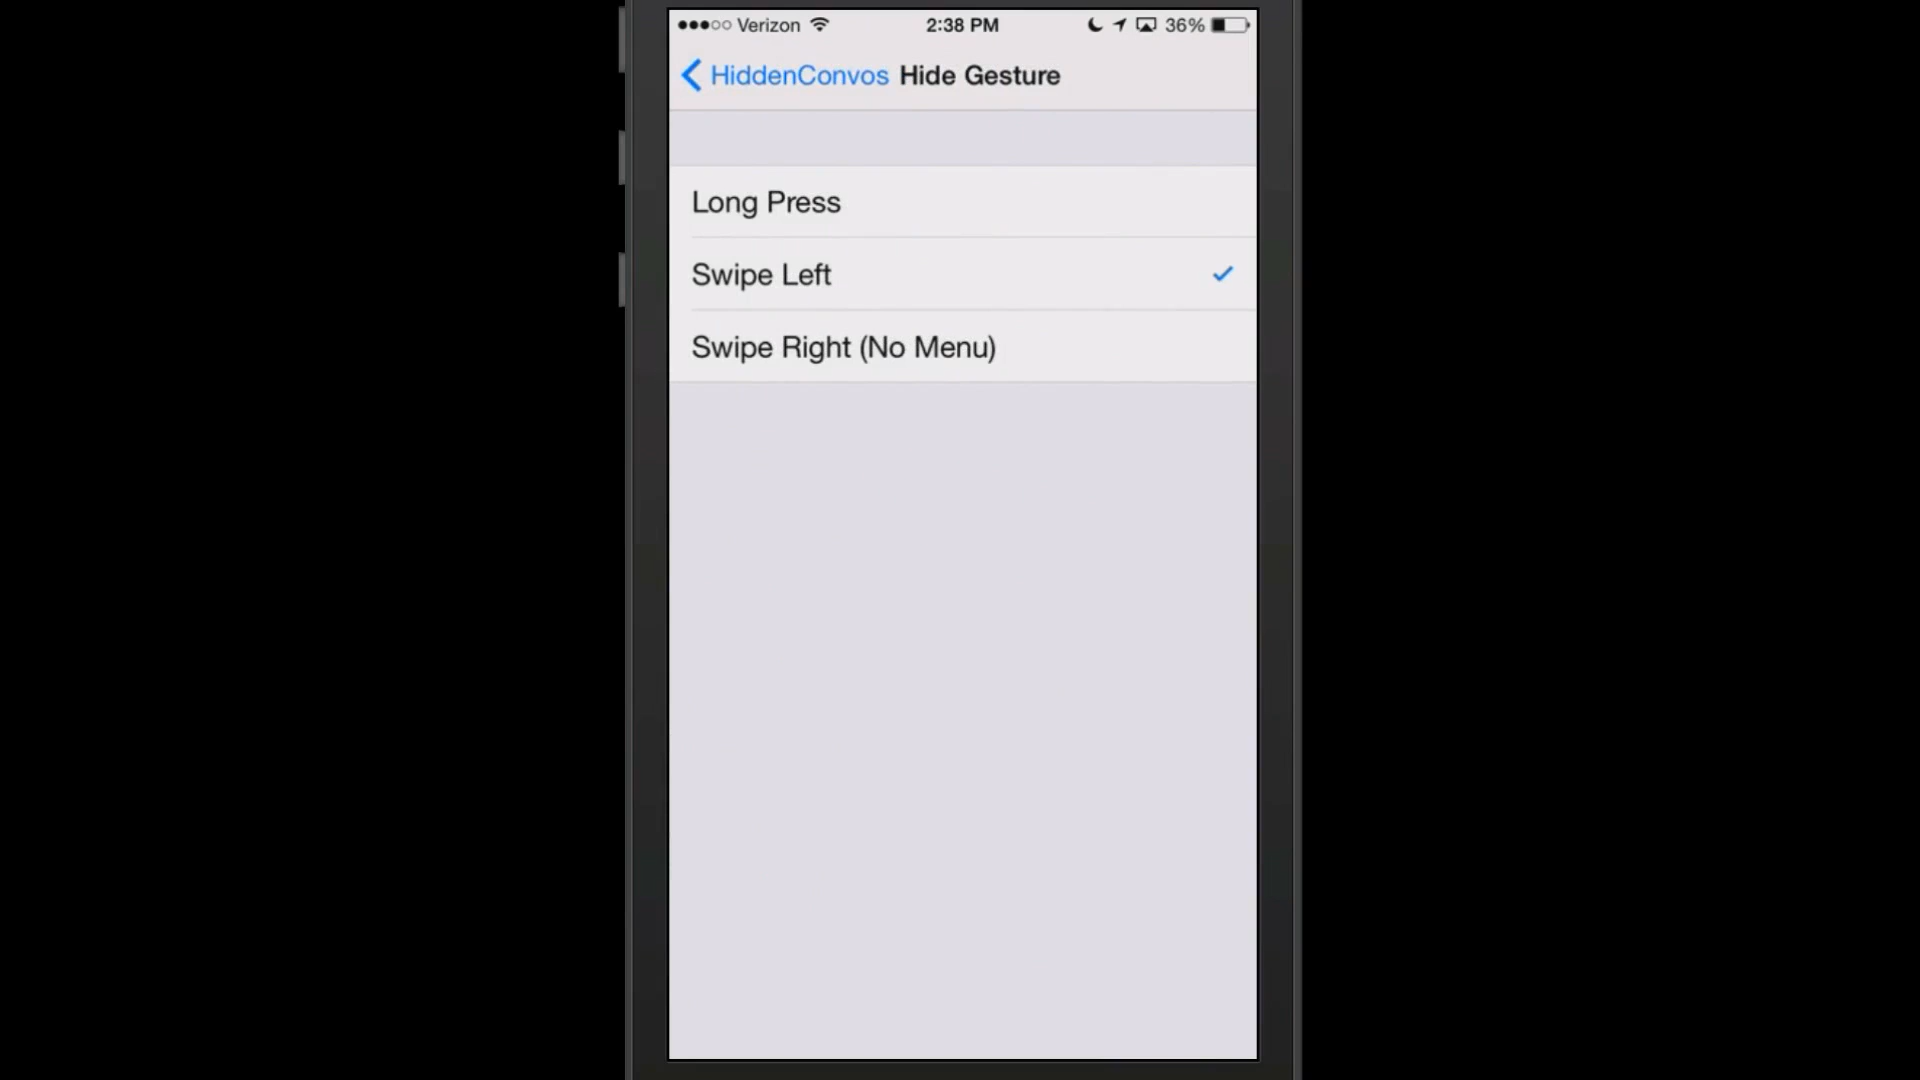 Verizon 2:38 PM 36%
HiddenConvos Hide Gesture
Long Press
Swipe Left
Swipe Right (No Menu)